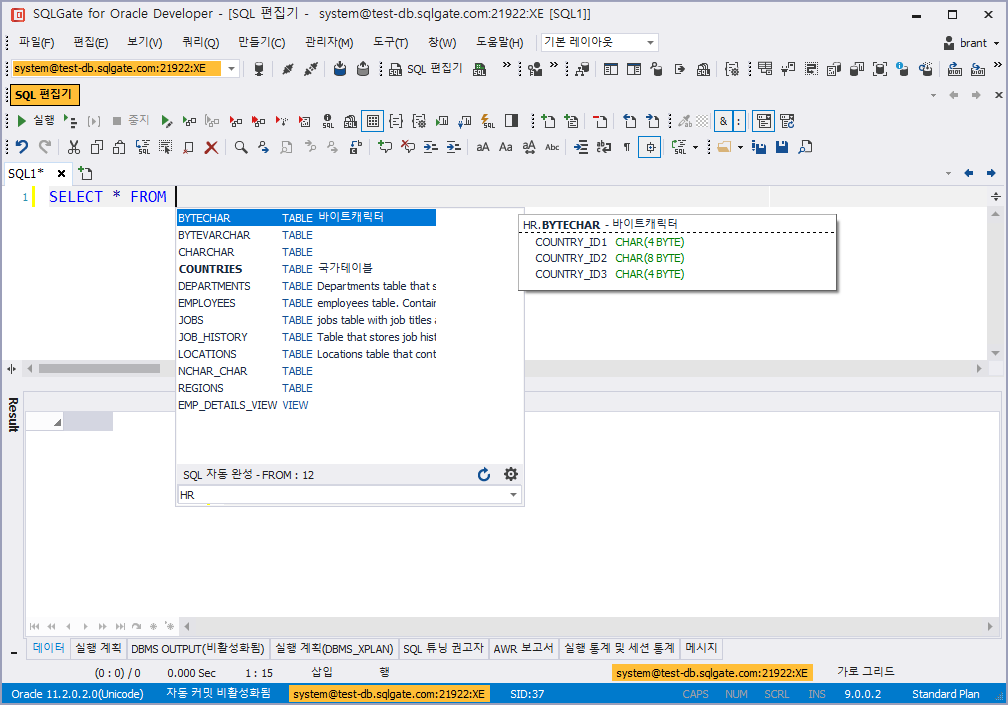 SQLGate for Oracle Developer - [SQL 편집기 - system@test-db.sqlgate.com:21922:XE [SQL1]]
파일(F) 편집(E) 보기(V) 쿼리(Q) 만들기(C) 관리자(M) 도구(T) 창(W) 도움말(H) 기본 레이아웃 brant
system@test-db.sqlgate.com:21922:XE SQL 편집기
SQL 편집기
실행 중지
SQL1*
1 SELECT * FROM
BYTECHAR TABLE 바이트캐릭터
BYTEVARCHAR TABLE
CHARCHAR TABLE
COUNTRIES TABLE 국가테이블
DEPARTMENTS TABLE Departments table that s
EMPLOYEES TABLE employees table. Contain
JOBS TABLE jobs table with job titles a
JOB_HISTORY TABLE Table that stores job hist
LOCATIONS TABLE Locations table that cont
NCHAR_CHAR TABLE
REGIONS TABLE
EMP_DETAILS_VIEW VIEW
SQL 자동 완성 - FROM : 12
HR
HR.BYTECHAR - 바이트캐릭터
COUNTRY_ID1 CHAR(4 BYTE)
COUNTRY_ID2 CHAR(8 BYTE)
COUNTRY_ID3 CHAR(4 BYTE)
Result
데이터 실행 계획 DBMS OUTPUT(비활성화됨) 실행 계획(DBMS_XPLAN) SQL 튜닝 권고자 AWR 보고서 실행 통계 및 세션 통계 메시지
(0 : 0) / 0 0.000 Sec 1 : 15 삽입 행 system@test-db.sqlgate.com:21922:XE 가로 그리드
Oracle 11.2.0.2.0(Unicode) 자동 커밋 비활성화됨 system@test-db.sqlgate.com:21922:XE SID:37 CAPS NUM SCRL INS 9.0.0.2 Standard Plan